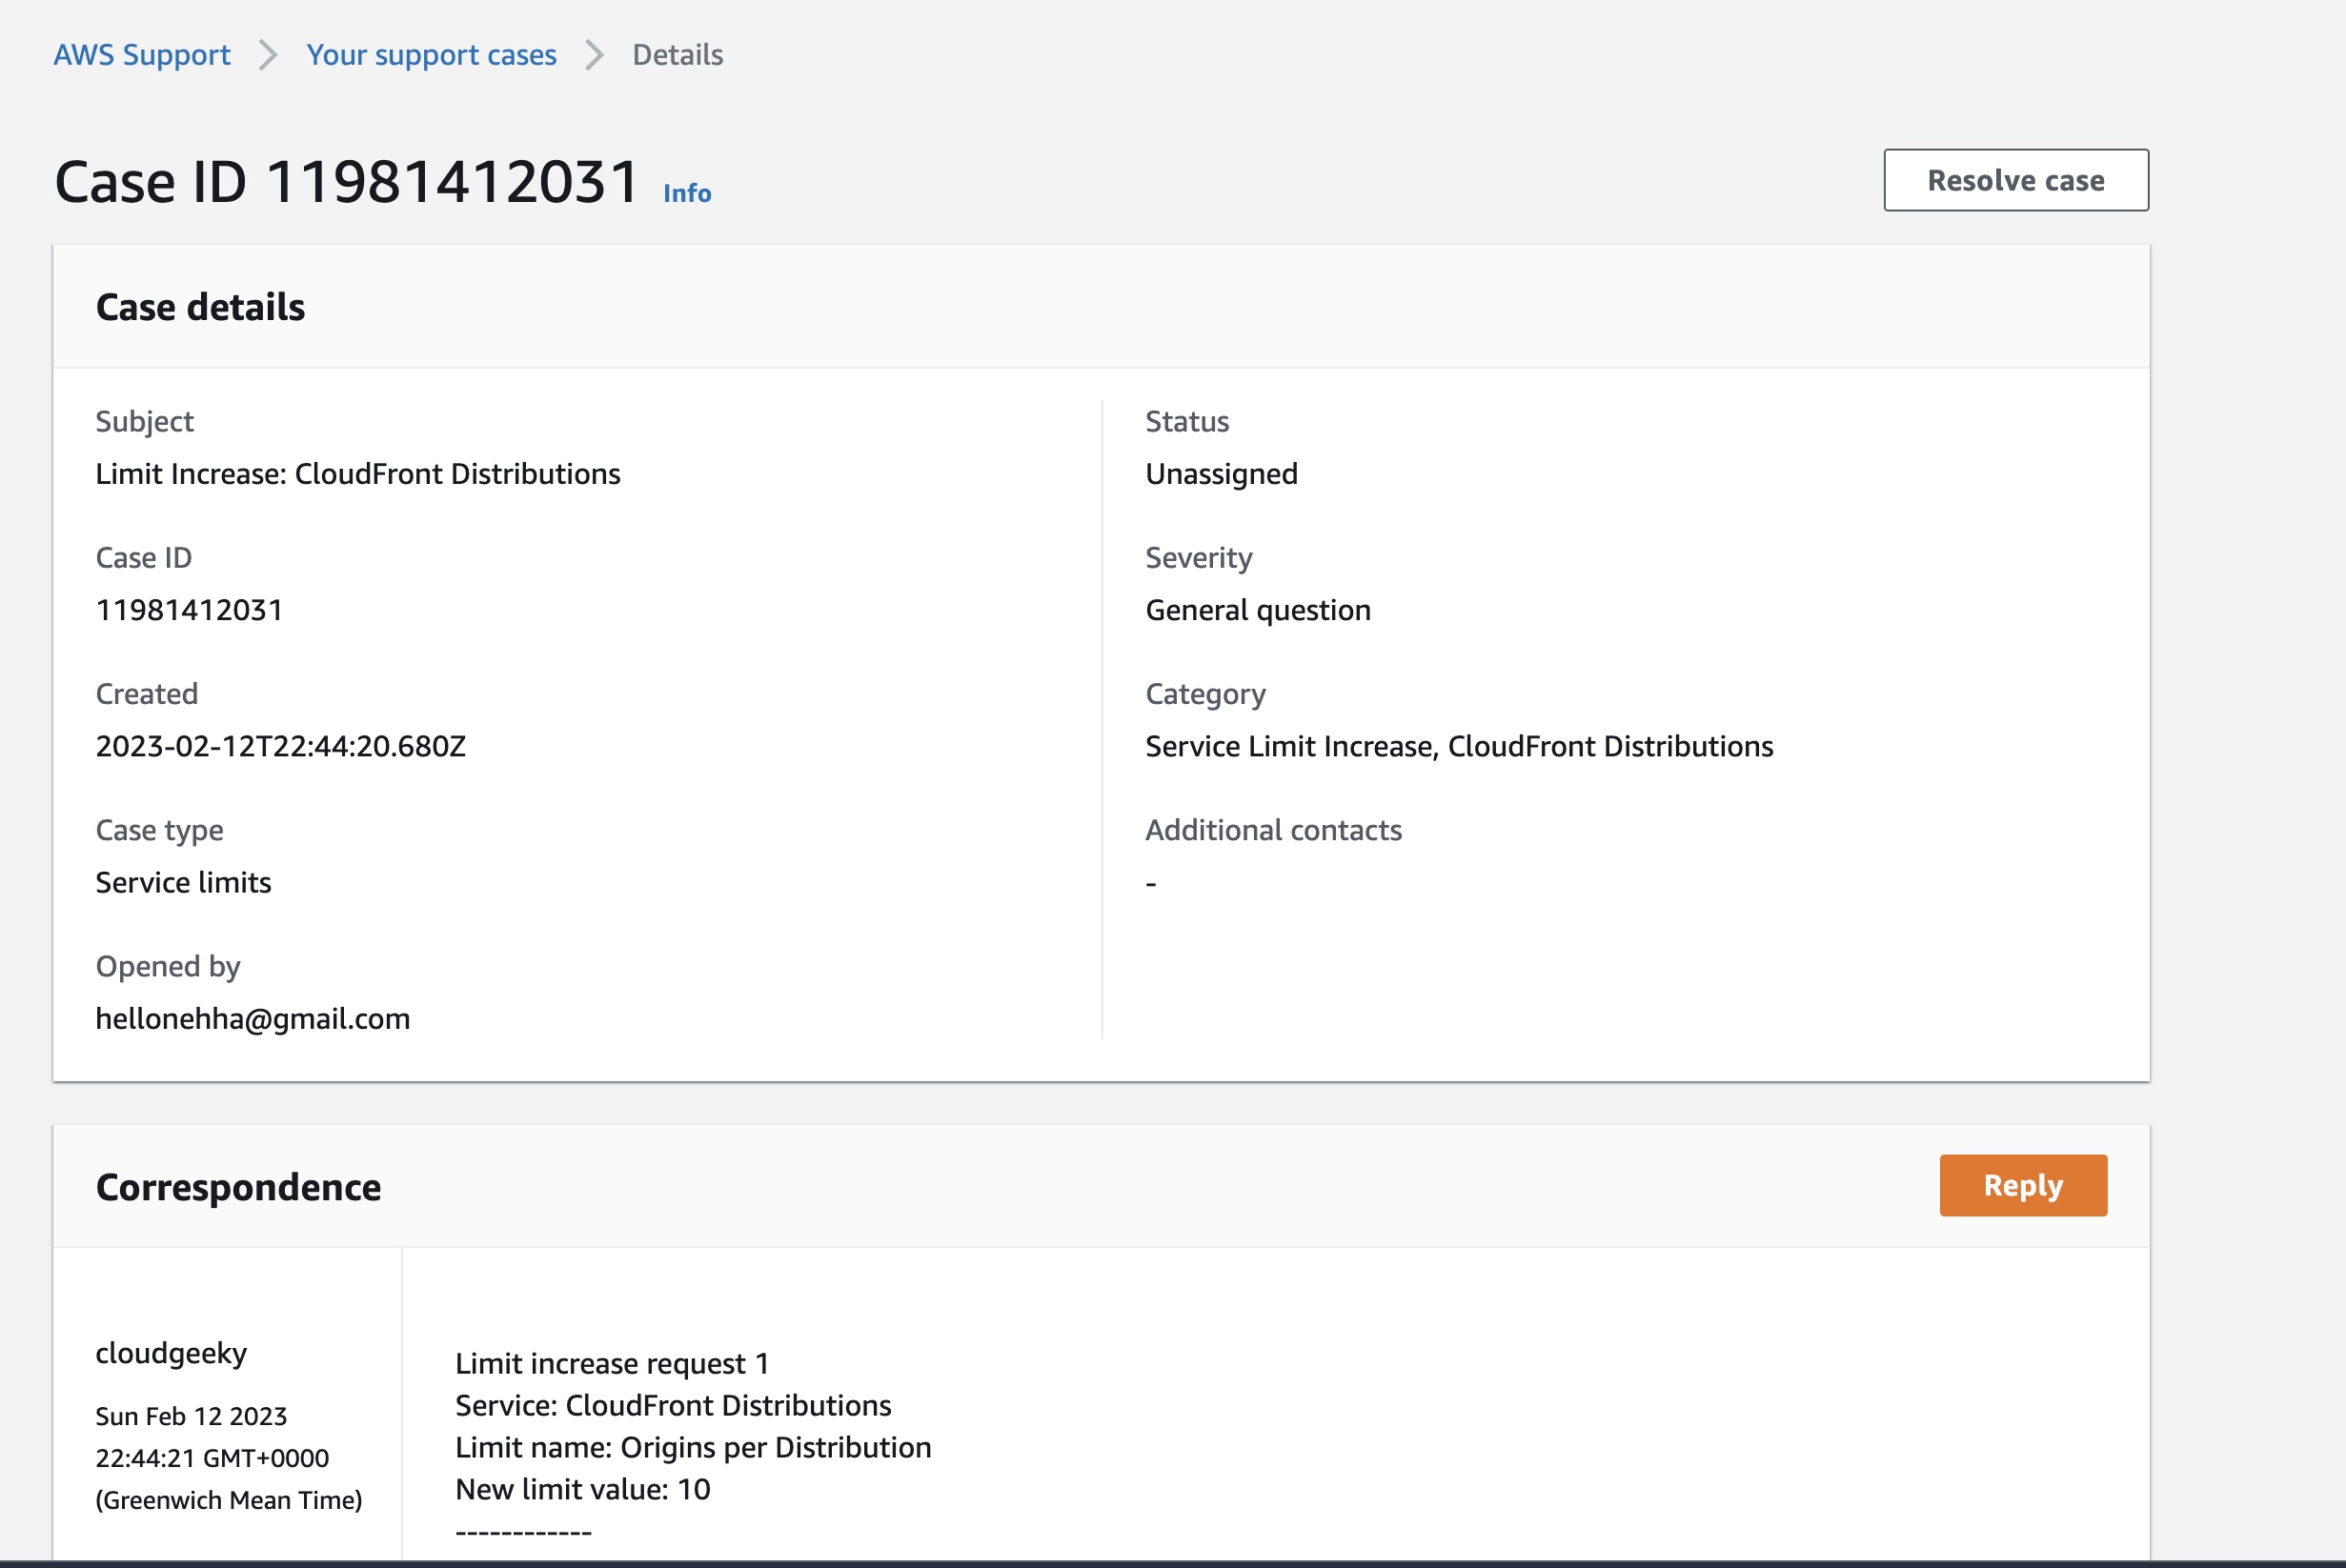 AWS Support > Your support cases > Details
Case ID 11981412031 Info
Resolve case
Case details
Subject
Limit Increase: CloudFront Distributions
Case ID
11981412031
Created
2023-02-12T22:44:20.680Z
Case type
Service limits
Opened by
hellonehha@gmail.com
Status
Unassigned
Severity
General question
Category
Service Limit Increase, CloudFront Distributions
Additional contacts
-
Correspondence
Reply
cloudgeeky
Sun Feb 12 2023
22:44:21 GMT+0000
(Greenwich Mean Time)
Limit increase request 1
Service: CloudFront Distributions
Limit name: Origins per Distribution
New limit value: 10
------------